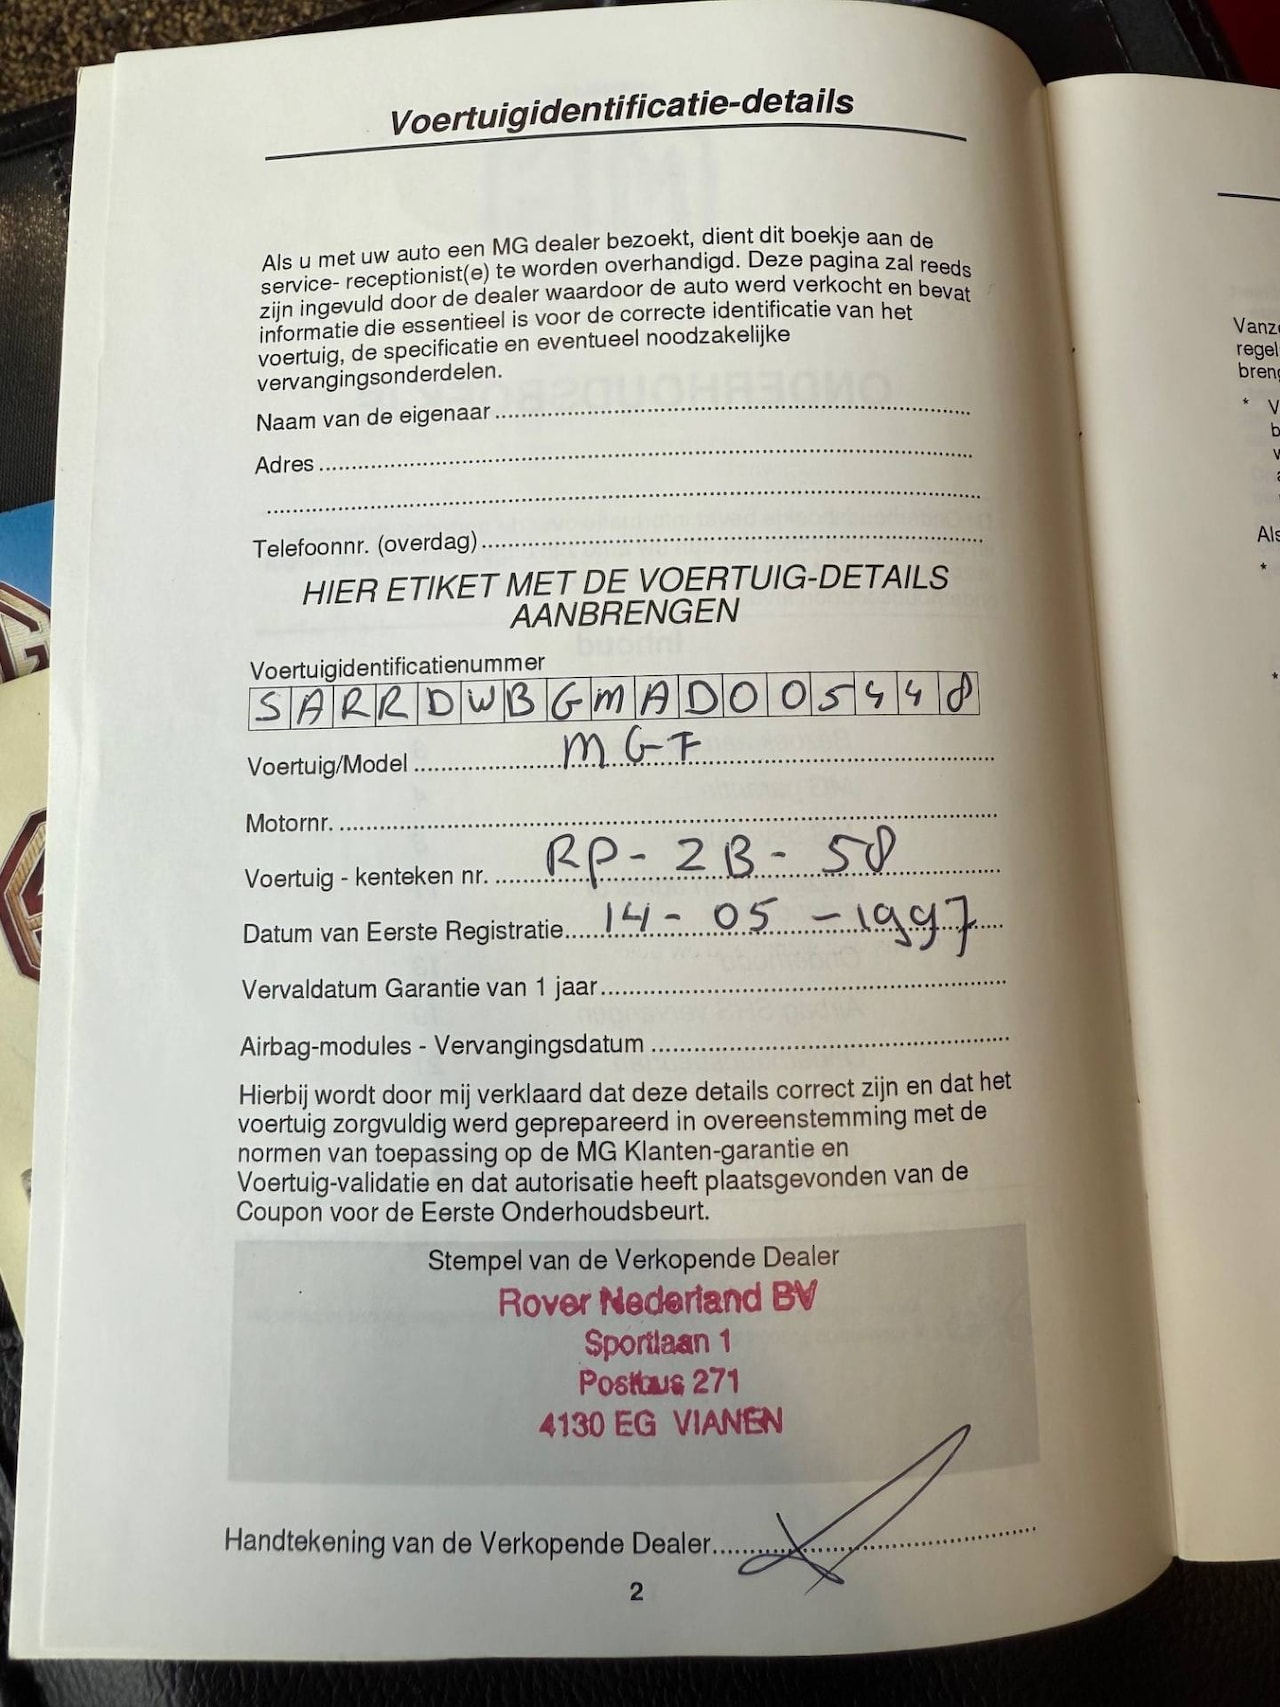 Voertuigidentificatie-details
Als u met uw auto een MG dealer bezoekt, dient dit boekje aan de
service- receptionist(e) te worden overhandigd. Deze pagina zal reeds
zijn ingevuld door de dealer waardoor de auto werd verkocht en bevat
informatie die essentieel is voor de correcte identificatie van het
voertuig, de specificatie en eventueel noodzakelijke
vervangingsonderdelen.
Naam van de eigenaar
Adres
Telefoonnr. (overdag)
HIER ETIKET MET DE VOERTUIG-DETAILS
AANBRENGEN
Voertuigidentificatienummer
SARRDWBGMAD005448
Voertuig/Model MGF
Motornr.
Voertuig - kenteken nr. RP-ZB-58
Datum van Eerste Registratie 14-05-1997
Vervaldatum Garantie van 1 jaar
Airbag-modules - Vervangingsdatum
Hierbij wordt door mij verklaard dat deze details correct zijn en dat het
voertuig zorgvuldig werd geprepareerd in overeenstemming met de
normen van toepassing op de MG Klanten-garantie en
Voertuig-validatie en dat autorisatie heeft plaatsgevonden van de
Coupon voor de Eerste Onderhoudsbeurt.
Stempel van de Verkopende Dealer
Rover Nederland BV
Sportlaan 1
Postbus 271
4130 EG VIANEN
Handtekening van de Verkopende Dealer
2